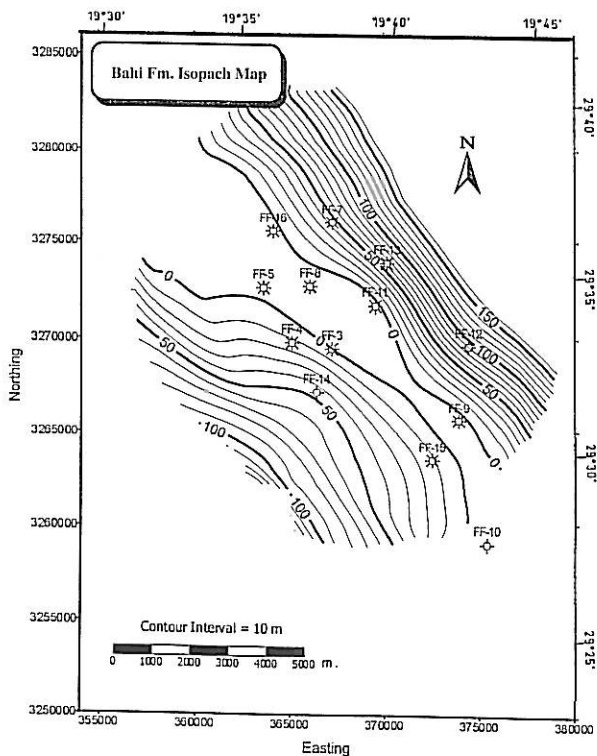 19°30' 19°35' 19°40' 19°45'
3285000
Bahi Fm. Isopach Map
29°40'
3280000
N
100
FF-7
FF-16
3275000
50
FF-13
FF-5
FF-8
29°35'
0
FF-11
150
3270000
FF-4
0
FF-3
0
FF-12
100
Northing
50
FF-14
50
50
3265000
FF-9
100
FF-19
0
29°30'
100
3260000
FF-10
3255000
Contour Interval = 10 m
29°25'
0 1000 2000 3000 4000 5000 m.
3250000
355000 360000 365000 370000 375000 380000
Easting